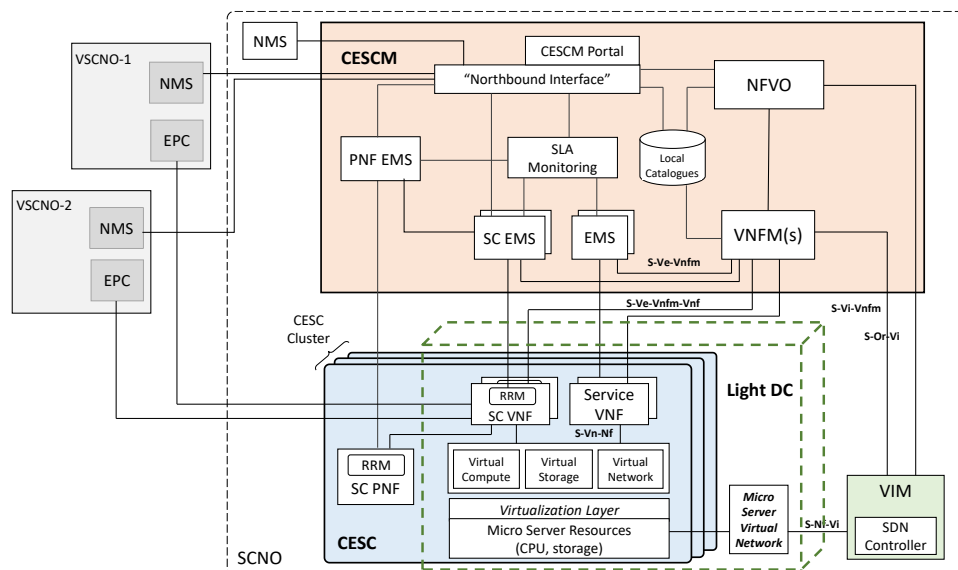 NMS
CESCM Portal
CESCM
VSCNO-1
"Northbound Interface"
NFVO
NMS
EPC
PNF EMS
SLA
Monitoring
Local
Catalogues
VSCNO-2
NMS
SC EMS
EMS
VNFM(s)
S-Ve-Vnfm
EPC
S-Ve-Vnfm-Vnf
S-Vi-Vnfm
CESC
Cluster
S-Or-Vi
RRM
SC VNF
Service
VNF
Light DC
S-Vn-Nf
RRM
SC PNF
Virtual
Compute
Virtual
Storage
Virtual
Network
Micro
Server
Virtual
Network
VIM
Virtualization Layer
S-Nf-Vi
SDN
Controller
Micro Server Resources
(CPU, storage)
CESC
SCNO